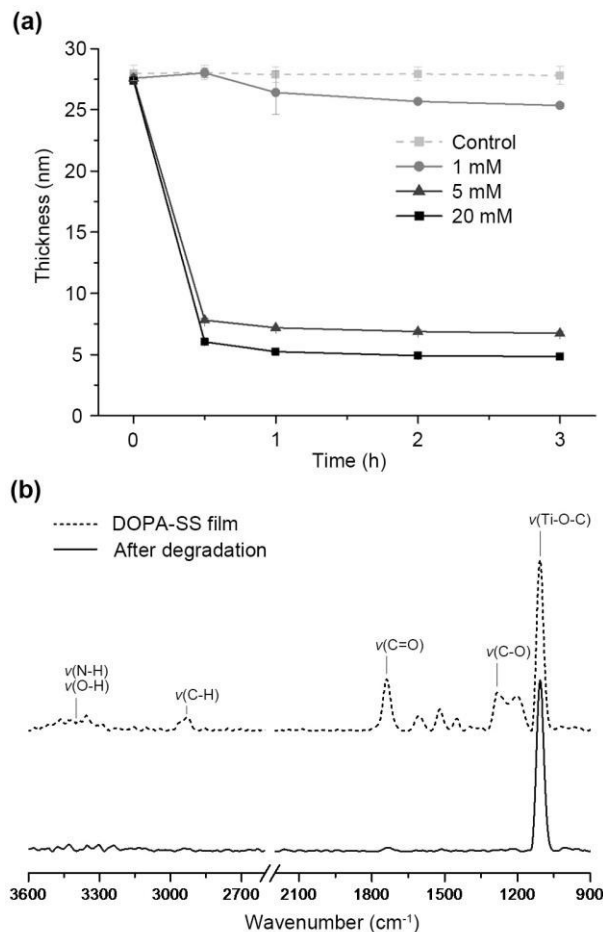 (a)
30
25
20
15
10
5
0
Thickness (nm)
Control
1 mM
5 mM
20 mM
0 1 2 3
Time (h)
(b)
DOPA-SS film
After degradation
v(Ti-O-C)
v(N-H)
v(O-H)
v(C-H)
v(C=O)
v(C-O)
3600 3300 3000 2700 2100 1800 1500 1200 900
Wavenumber (cm⁻¹)